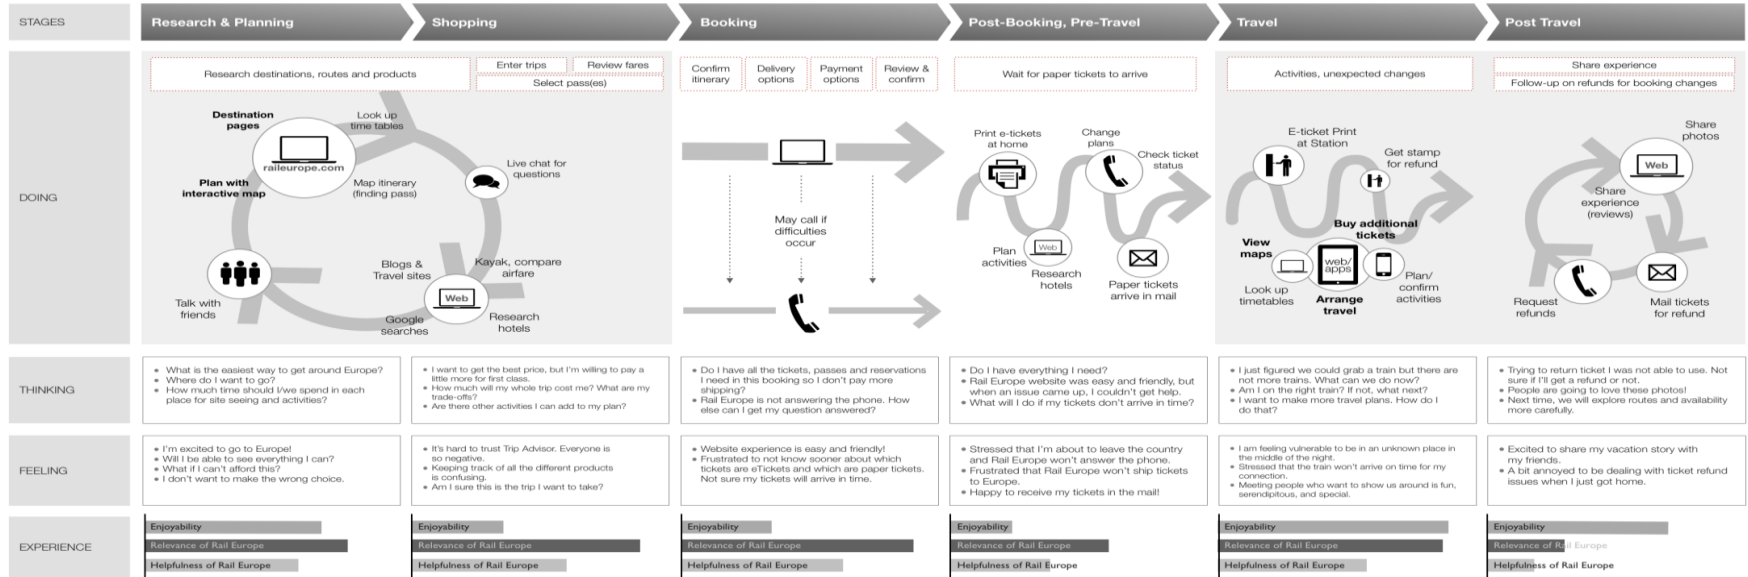 STAGES
Research & Planning
Shopping
Booking
Post-Booking, Pre-Travel
Travel
Post Travel
DOING
Research destinations, routes and products
Enter trips
Review fares
Select pass(es)
Destination
pages
Look up
time tables
raileurope.com
Plan with
interactive map
Map itinerary
(finding pass)
Live chat for
questions
Talk with
friends
Blogs &
Travel sites
Kayak, compare
airfare
Web
Google
searches
Research
hotels
Confirm
itinerary
Delivery
options
Payment
options
Review &
confirm
May call if
difficulties
occur
Wait for paper tickets to arrive
Print e-tickets
at home
Change
plans
Check ticket
status
Plan
activities
Web
Research
hotels
Paper tickets
arrive in mail
Activities, unexpected changes
E-ticket Print
at Station
Get stamp
for refund
Buy additional
tickets
View
maps
web/
apps
Look up
timetables
Arrange
travel
Plan/
confirm
activities
Share experience
Follow-up on refunds for booking changes
Share
photos
Web
Share
experience
(reviews)
Request
refunds
Mail tickets
for refund
THINKING
• What is the easiest way to get around Europe?
• Where do I want to go?
• How much time should I/we spend in each
place for site seeing and activities?
• I want to get the best price, but I'm willing to pay a
little more for first class.
• How much will my whole trip cost me? What are my
trade-offs?
• Are there other activities I can add to my plan?
• Do I have all the tickets, passes and reservations
I need in this booking so I don't pay more
shipping?
• Rail Europe is not answering the phone. How
else can I get my question answered?
• Do I have everything I need?
• Rail Europe website was easy and friendly, but
when an issue came up, I couldn't get help.
• What will I do if my tickets don't arrive in time?
• I just figured we could grab a train but there are
not more trains. What can we do now?
• Am I on the right train? If not, what next?
• I want to make more travel plans. How do I
do that?
• Trying to return ticket I was not able to use. Not
sure if I'll get a refund or not.
• People are going to love these photos!
• Next time, we will explore routes and availability
more carefully.
FEELING
• I'm excited to go to Europe!
• Will I be able to see everything I can?
• What if I can't afford this?
• I don't want to make the wrong choice.
• It's hard to trust Trip Advisor. Everyone is
so negative.
• Keeping track of all the different products
is confusing.
• Am I sure this is the trip I want to take?
• Website experience is easy and friendly!
• Frustrated to not know sooner about which
tickets are eTickets and which are paper tickets.
Not sure my tickets will arrive in time.
• Stressed that I'm about to leave the country
and Rail Europe won't answer the phone.
• Frustrated that Rail Europe won't ship tickets
to Europe.
• Happy to receive my tickets in the mail!
• I am feeling vulnerable to be in an unknown place in
the middle of the night.
• Stressed that the train won't arrive on time for my
connection.
• Meeting people who want to show us around is fun,
serendipitous, and special.
• Excited to share my vacation story with
my friends.
• A bit annoyed to be dealing with ticket refund
issues when I just got home.
EXPERIENCE
Enjoyability
Relevance of Rail Europe
Helpfulness of Rail Europe
Enjoyability
Relevance of Rail Europe
Helpfulness of Rail Europe
Enjoyability
Relevance of Rail Europe
Helpfulness of Rail Europe
Enjoyability
Relevance of Rail Europe
Helpfulness of Rail Europe
Enjoyability
Relevance of Rail Europe
Helpfulness of Rail Europe
Enjoyability
Relevance of Rail Europe
Helpfulness of Rail Europe